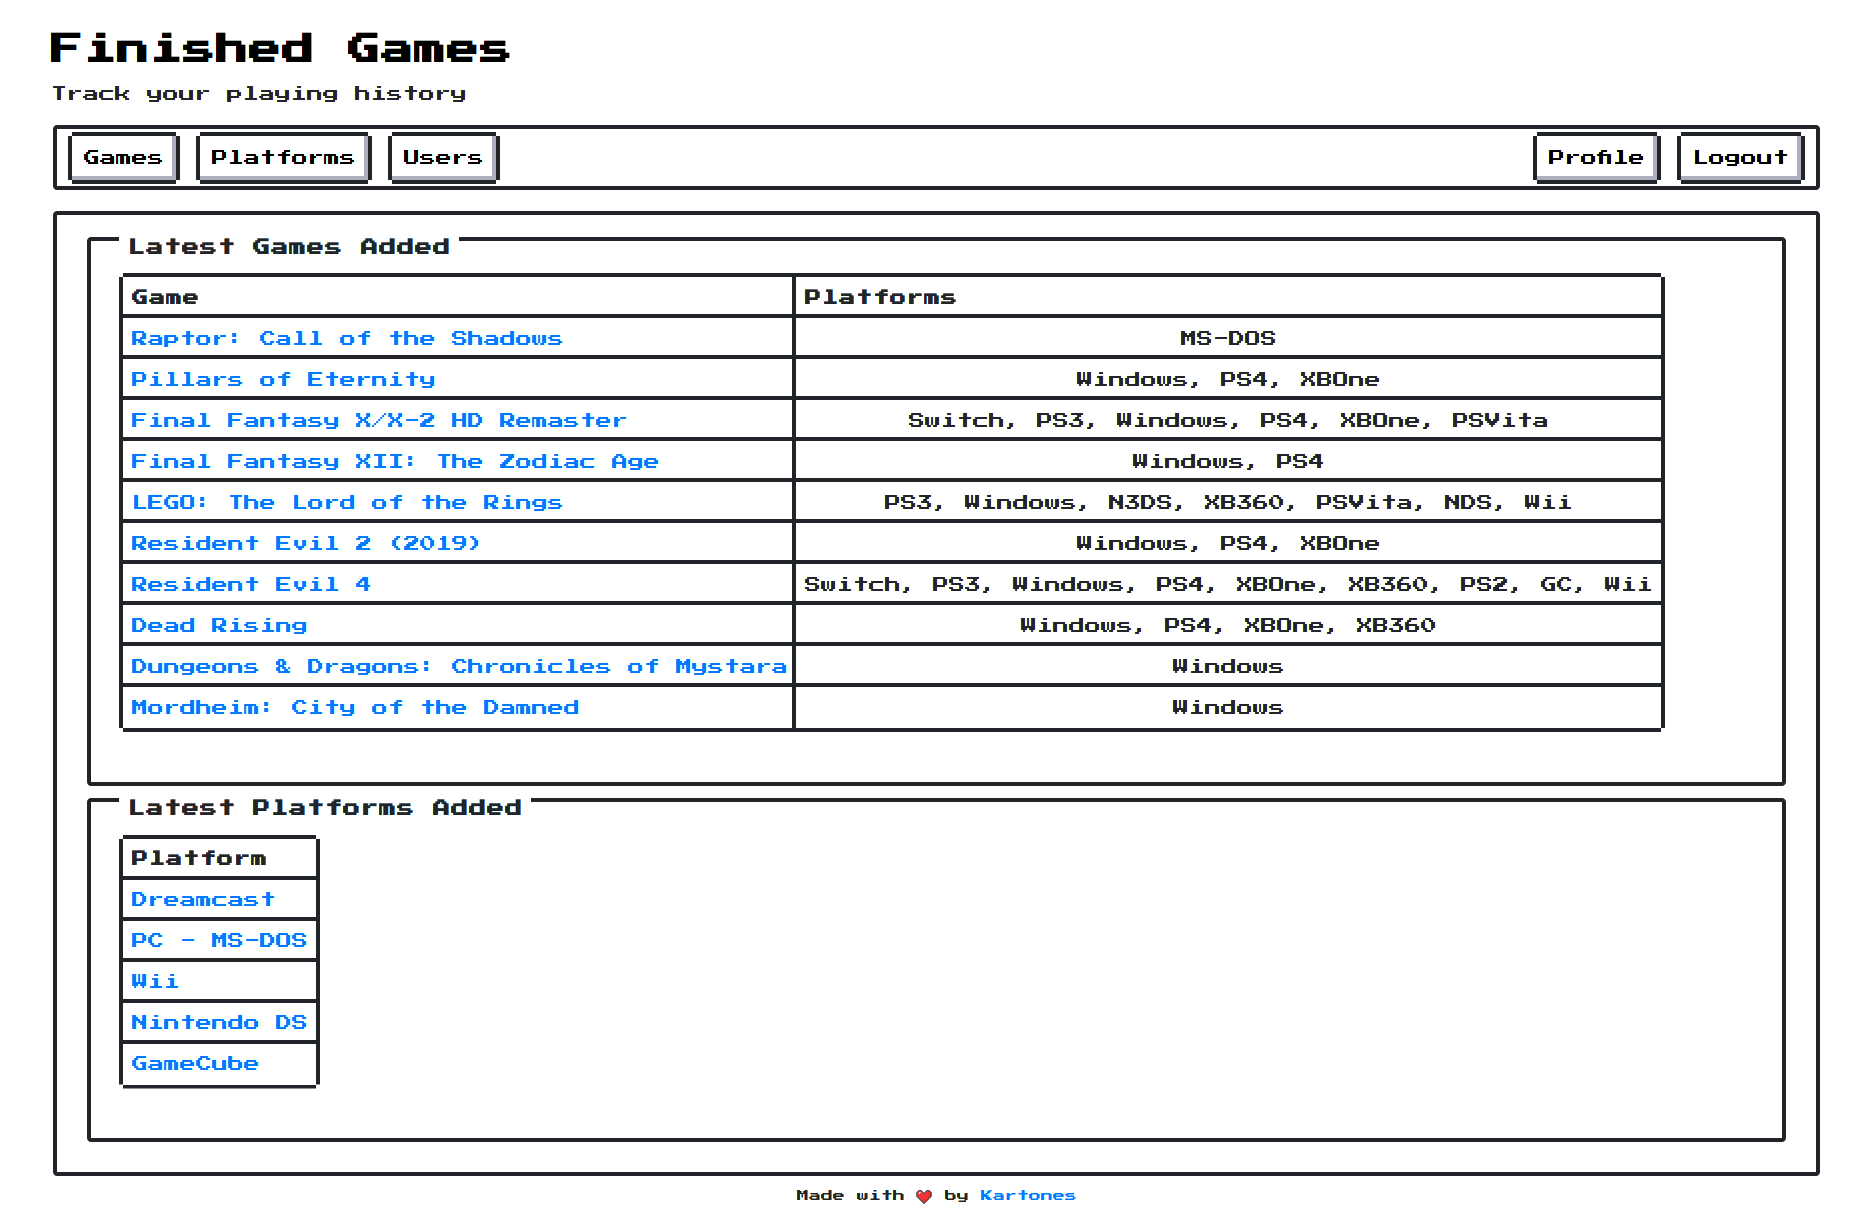 Finished Games
Track your playing history
Games Platforms Users Profile Logout
Latest Games Added
Game Platforms
Raptor: Call of the Shadows MS-DOS
Pillars of Eternity Windows, PS4, XBOne
Final Fantasy X/X-2 HD Remaster Switch, PS3, Windows, PS4, XBOne, PSVita
Final Fantasy XII: The Zodiac Age Windows, PS4
LEGO: The Lord of the Rings PS3, Windows, N3DS, XB360, PSVita, NDS, Wii
Resident Evil 2 (2019) Windows, PS4, XBOne
Resident Evil 4 Switch, PS3, Windows, PS4, XBOne, XB360, PS2, GC, Wii
Dead Rising Windows, PS4, XBOne, XB360
Dungeons & Dragons: Chronicles of Mystara Windows
Mordheim: City of the Damned Windows
Latest Platforms Added
Platform
Dreamcast
PC - MS-DOS
Wii
Nintendo DS
GameCube
Made with ❤ by Kartones